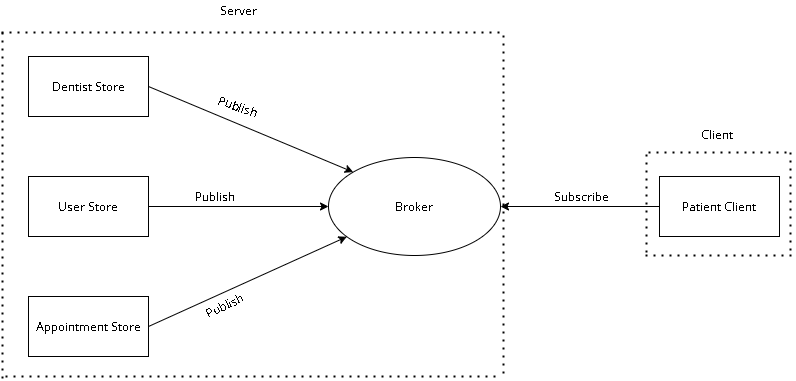 Server
Dentist Store
Publish
Client
User Store
Publish
Broker
Subscribe
Patient Client
Publish
Appointment Store